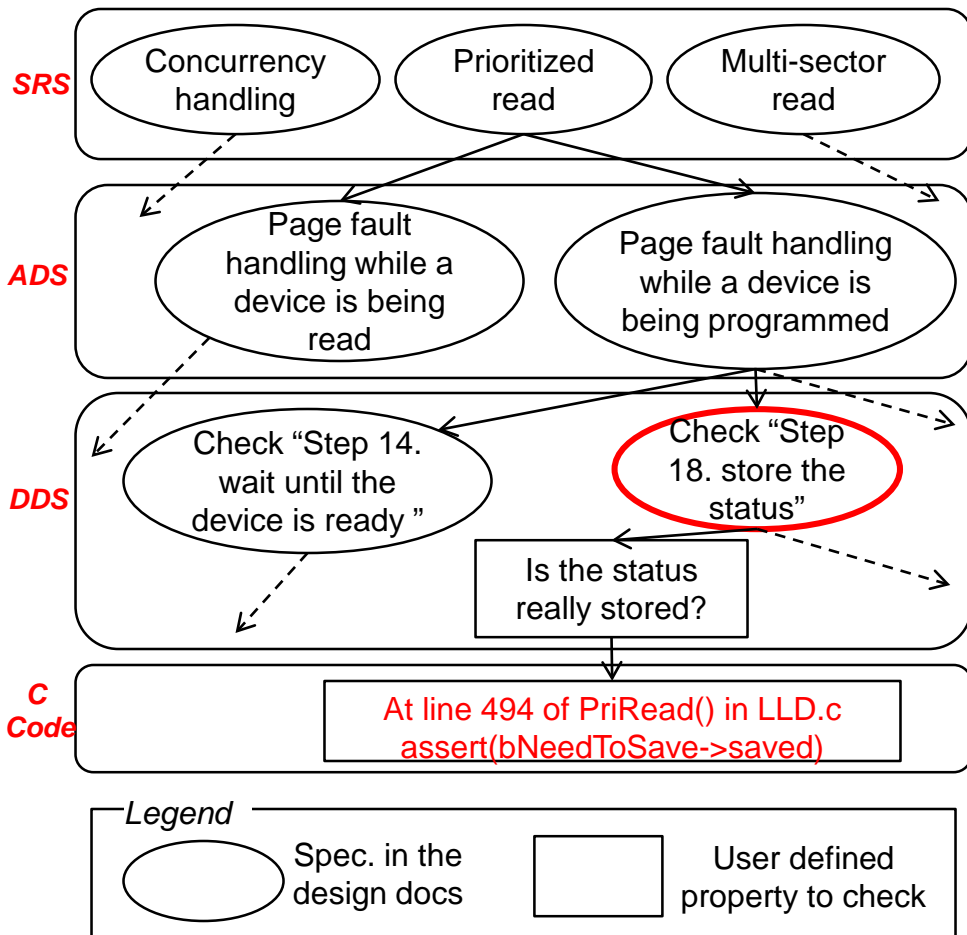 SRS
Concurrency
handling
Prioritized
read
Multi-sector
read
ADS
Page fault
handling while a
device is being
read
Page fault handling
while a device is
being programmed
DDS
Check “Step 14.
wait until the
device is ready ”
Check “Step
18. store the
status”
Is the status
really stored?
C
Code
At line 494 of PriRead() in LLD.c
assert(bNeedToSave->saved)
Legend
Spec. in the
design docs
User defined
property to check